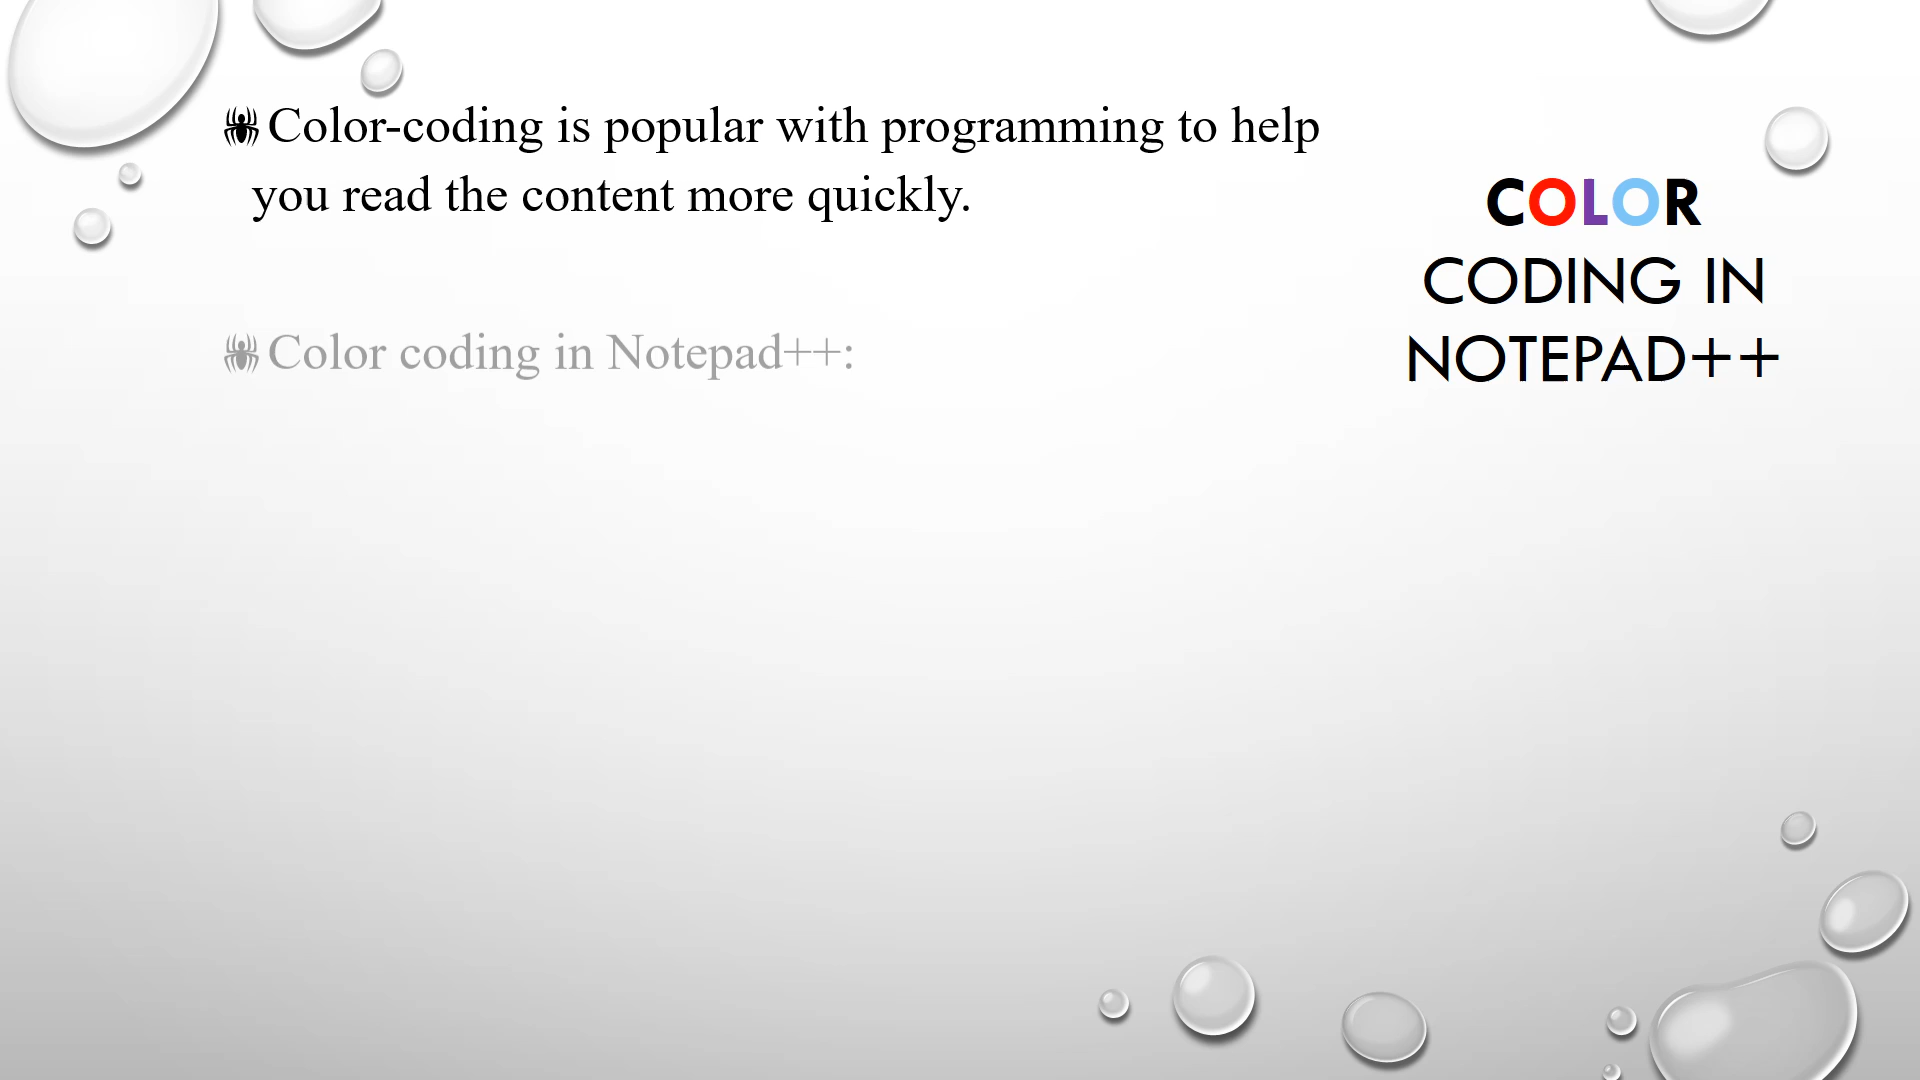 Color-coding is popular with programming to help
you read the content more quickly.
Color coding in Notepad++:
COLOR
CODING IN
NOTEPAD++